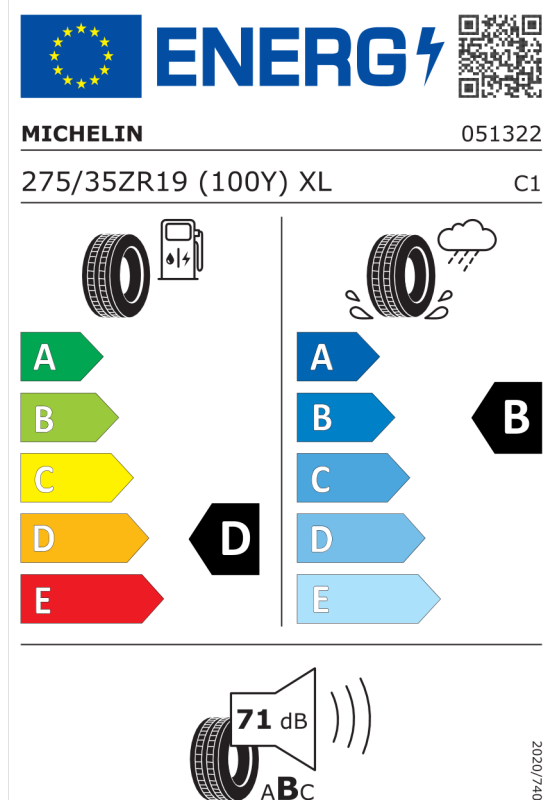 ENERG
MICHELIN 051322
275/35ZR19 (100Y) XL C1
A A
B B B
C C
D D D
E E
71 dB
ABC
2020/740